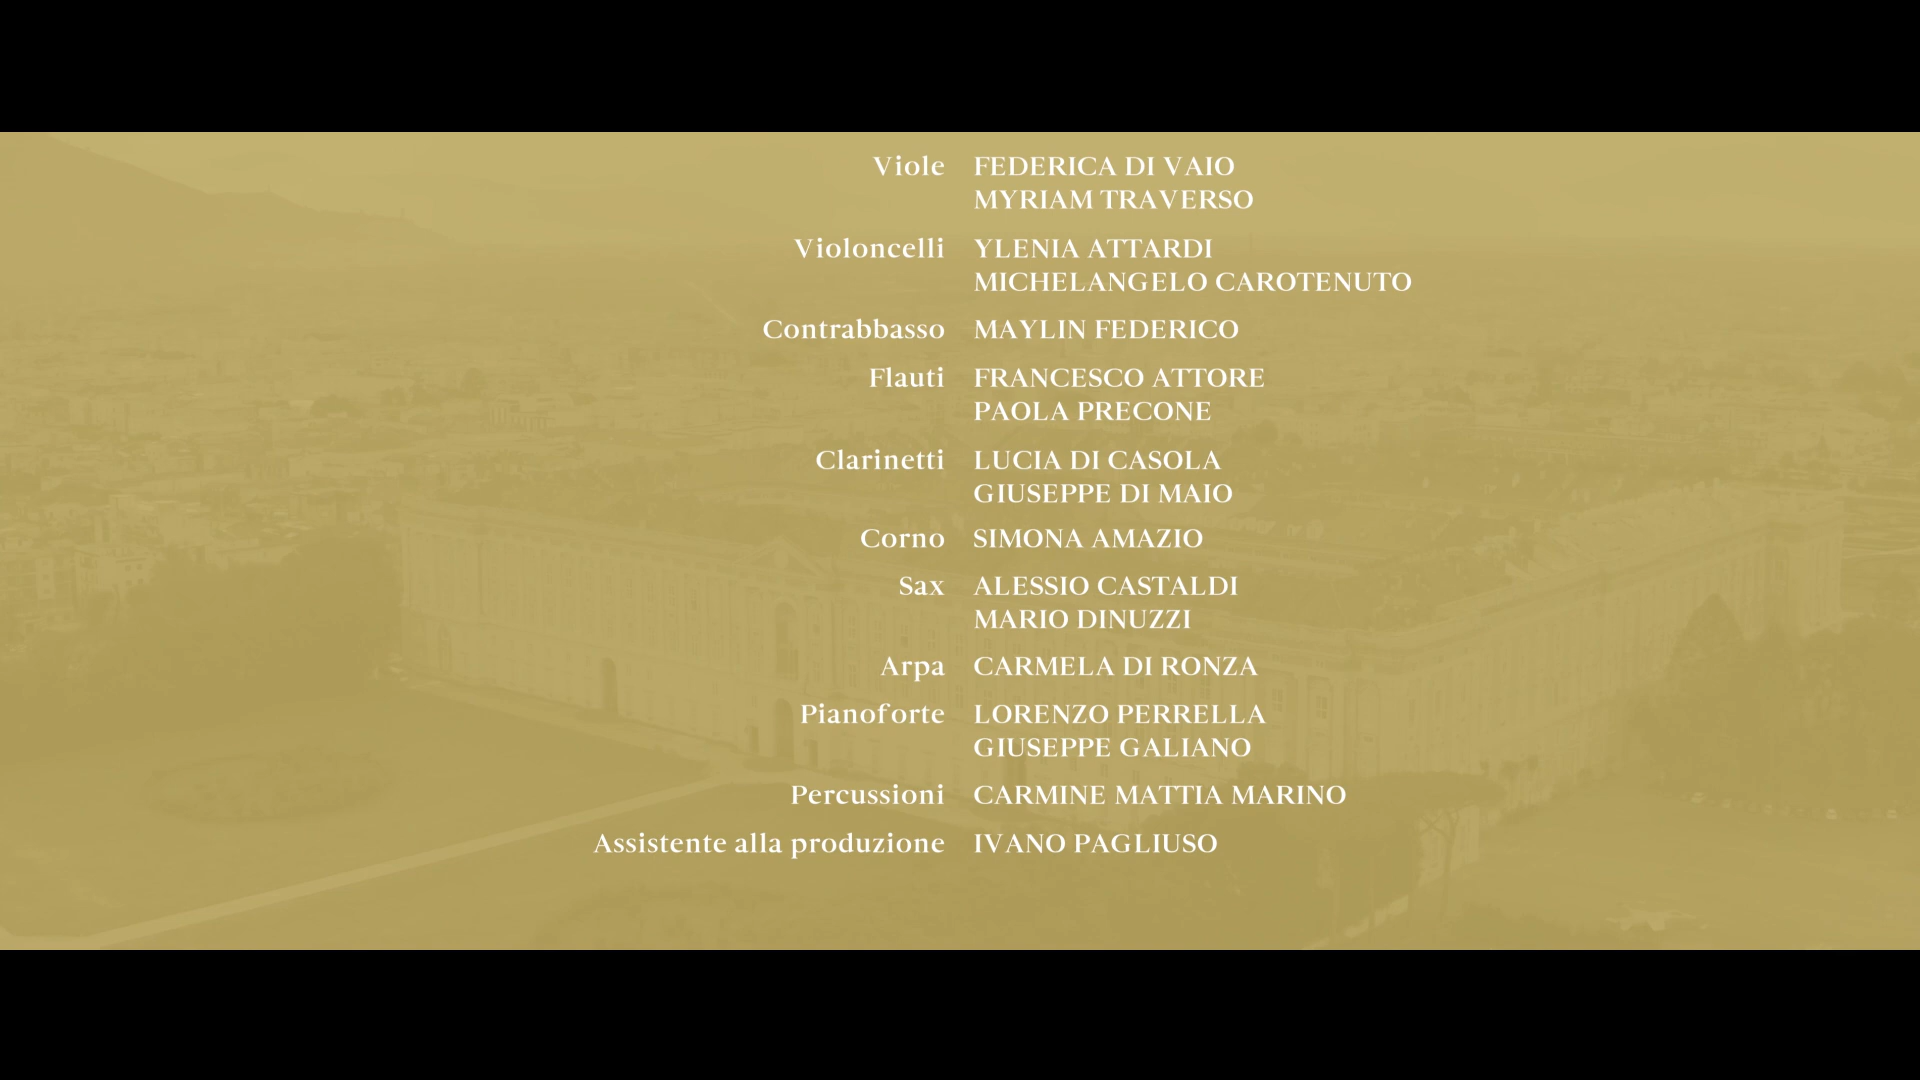 Viole FEDERICA DI VAIO
MYRIAM TRAVERSO
Violoncelli YLENIA ATTARDI
MICHELANGELO CAROTENUTO
Contrabbasso MAYLIN FEDERICO
Flauti FRANCESCO ATTORE
PAOLA PRECONE
Clarinetti LUCIA DI CASOLA
GIUSEPPE DI MAIO
Corno SIMONA AMAZIO
Sax ALESSIO CASTALDI
MARIO DINUZZI
Arpa CARMELA DI RONZA
Pianoforte LORENZO PERRELLA
GIUSEPPE GALIANO
Percussioni CARMINE MATTIA MARINO
Assistente alla produzione IVANO PAGLIUSO